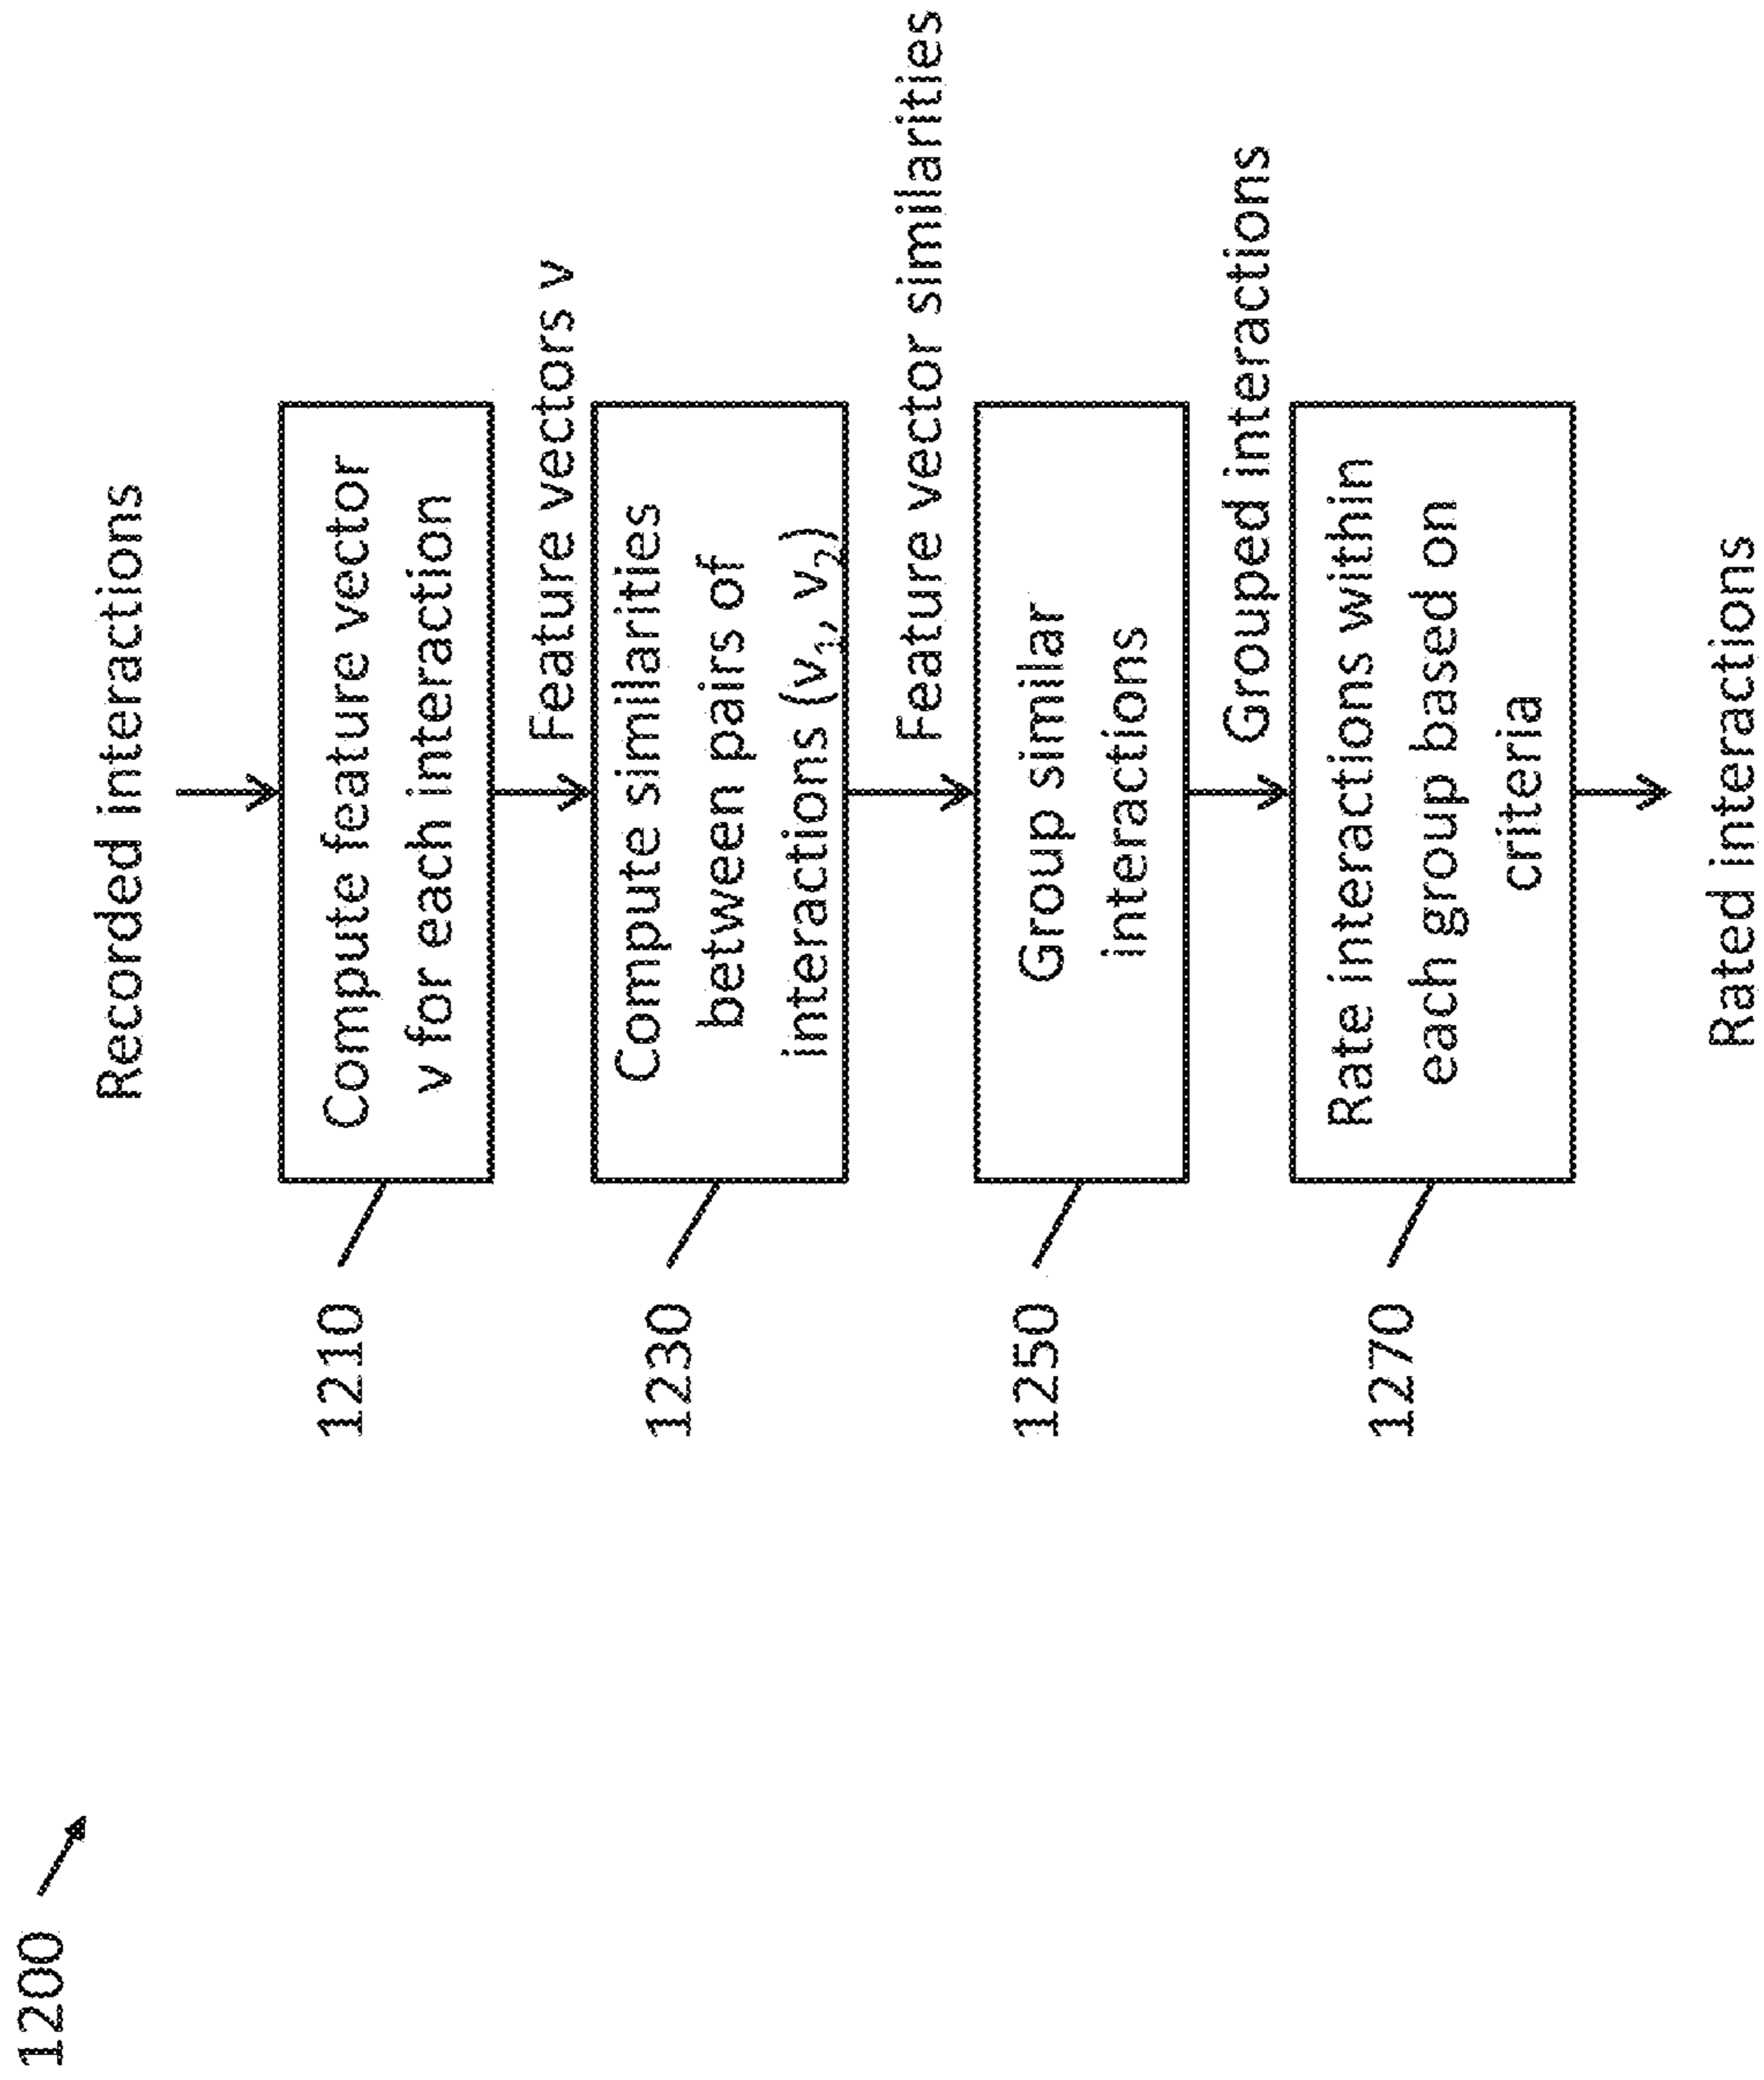 1200
Recorded interactions
1210
Compute feature vector
v for each interaction
Feature vectors v
1230
Compute similarities
between pairs of
interactions (v₁, v₂)
Feature vector similarities
1250
Group similar
interactions
Grouped interactions
1270
Rate interactions within
each group based on
criteria
Rated interactions